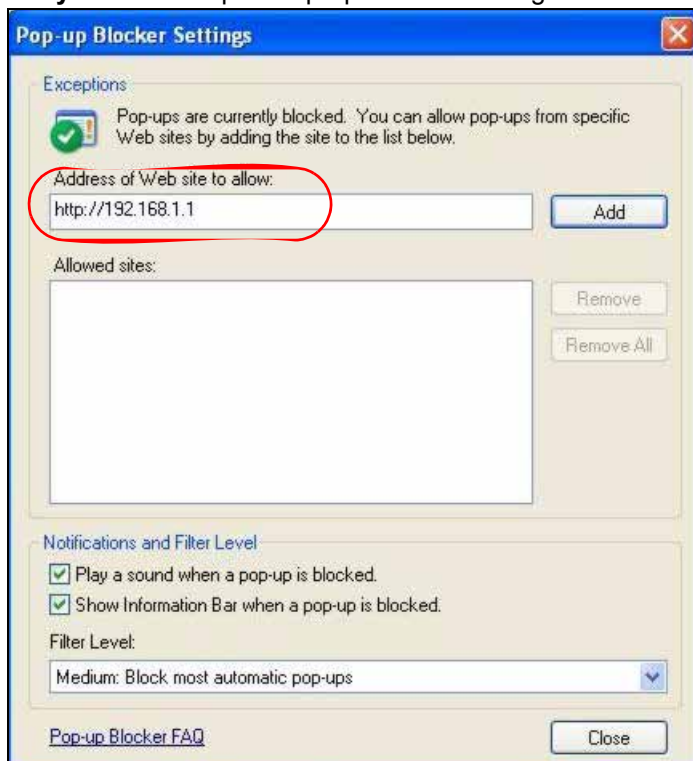 Pop-up Blocker Settings
Exceptions
Pop-ups are currently blocked. You can allow pop-ups from specific
Web sites by adding the site to the list below.
Address of Web site to allow:
http://192.168.1.1
Add
Allowed sites:
Remove
Remove All
Notifications and Filter Level
Play a sound when a pop-up is blocked.
Show Information Bar when a pop-up is blocked.
Filter Level:
Medium: Block most automatic pop-ups
Pop-up Blocker FAQ
Close